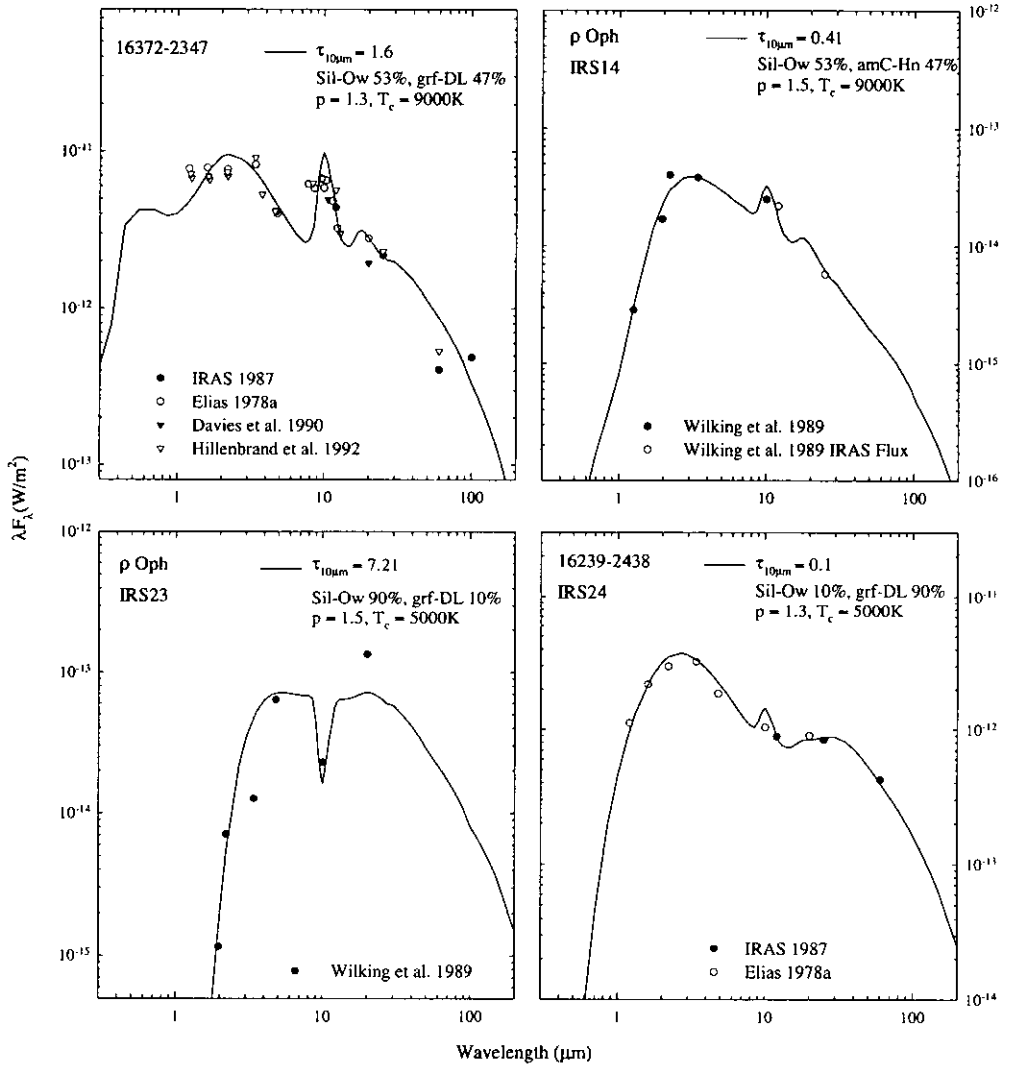 16372-2347
τ10μm = 1.6
Sil-Ow 53%, grf-DL 47%
p = 1.3, Tc = 9000K
10-11
10-12
10-13
IRAS 1987
Elias 1978a
Davies et al. 1990
Hillenbrand et al. 1992
1
10
100
ρ Oph
IRS14
τ10μm = 0.41
Sil-Ow 53%, amC-Hn 47%
p = 1.5, Tc = 9000K
10-12
10-13
10-14
10-15
10-16
Wilking et al. 1989
Wilking et al. 1989 IRAS Flux
1
10
100
λFλ(W/m2)
ρ Oph
IRS23
τ10μm = 7.21
Sil-Ow 90%, grf-DL 10%
p = 1.5, Tc = 5000K
10-12
10-13
10-14
10-15
Wilking et al. 1989
1
10
100
16239-2438
IRS24
τ10μm = 0.1
Sil-Ow 10%, grf-DL 90%
p = 1.3, Tc = 5000K
10-11
10-12
10-13
10-14
IRAS 1987
Elias 1978a
1
10
100
Wavelength (μm)